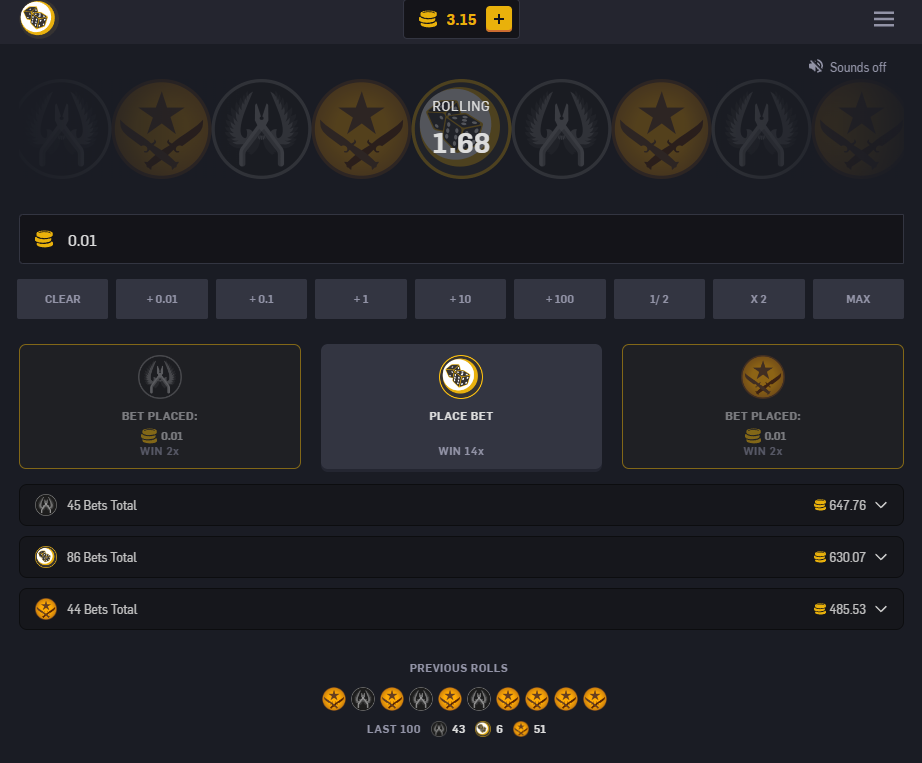 3.15 +
Sounds off
ROLLING
1.68
0.01
CLEAR + 0.01 + 0.1 + 1 + 10 + 100 1/ 2 X 2 MAX
BET PLACED:
0.01
WIN 2x
PLACE BET
WIN 14x
BET PLACED:
0.01
WIN 2x
45 Bets Total 647.76
86 Bets Total 630.07
44 Bets Total 485.53
PREVIOUS ROLLS
LAST 100 43 6 51